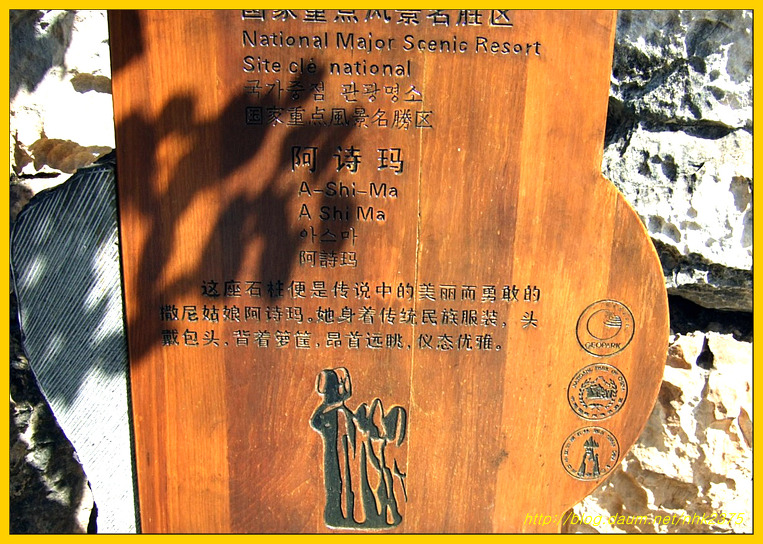 国家重点风景名胜区
National Major Scenic Resort
Site clé national
국가중점 관광명소
国家重点風景名勝区
阿诗玛
A-Shi-Ma
A Shi Ma
아스마
阿詩玛
这座石柱便是传说中的美丽而勇敢的
撒尼姑娘阿诗玛。她身着传统民族服装，头
戴包头，背着箩筐，昂首远眺，仪态优雅。
GEOPARK